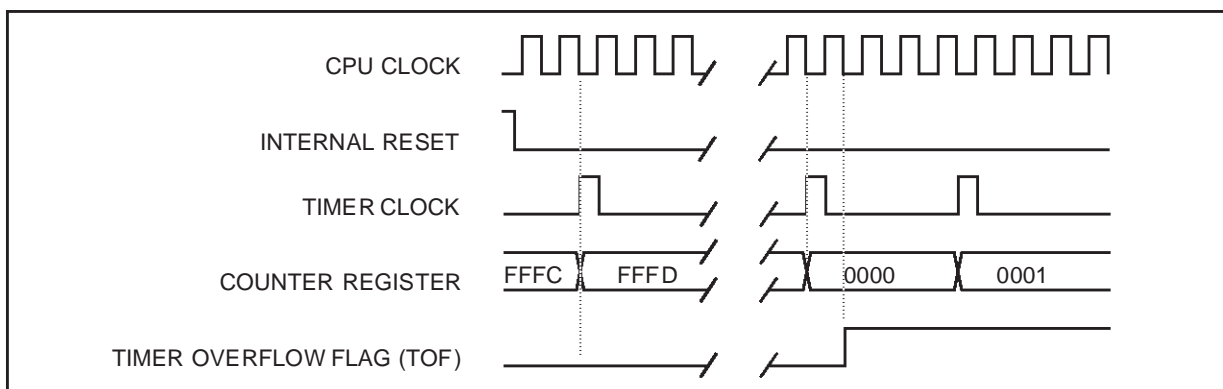 CPU CLOCK
INTERNAL RESET
TIMER CLOCK
COUNTER REGISTER FFFC FFFD 0000 0001
TIMER OVERFLOW FLAG (TOF)